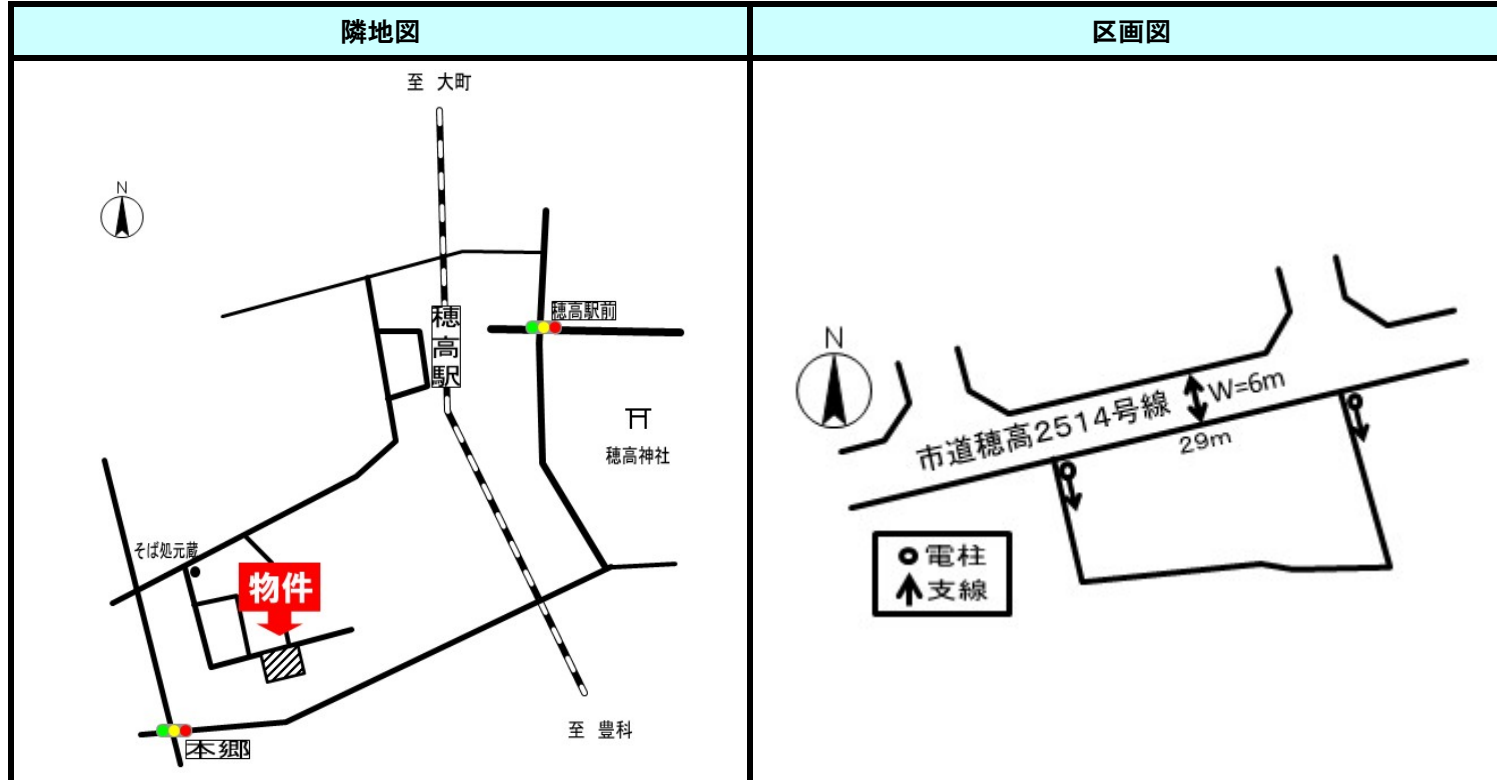 隣地図
区画図
至 大町
N
穂高駅前
穂高駅
穂高神社
そば処元蔵
物件
至 豊科
本郷
N
W=6m
市道穂高2514号線
29m
電柱
支線